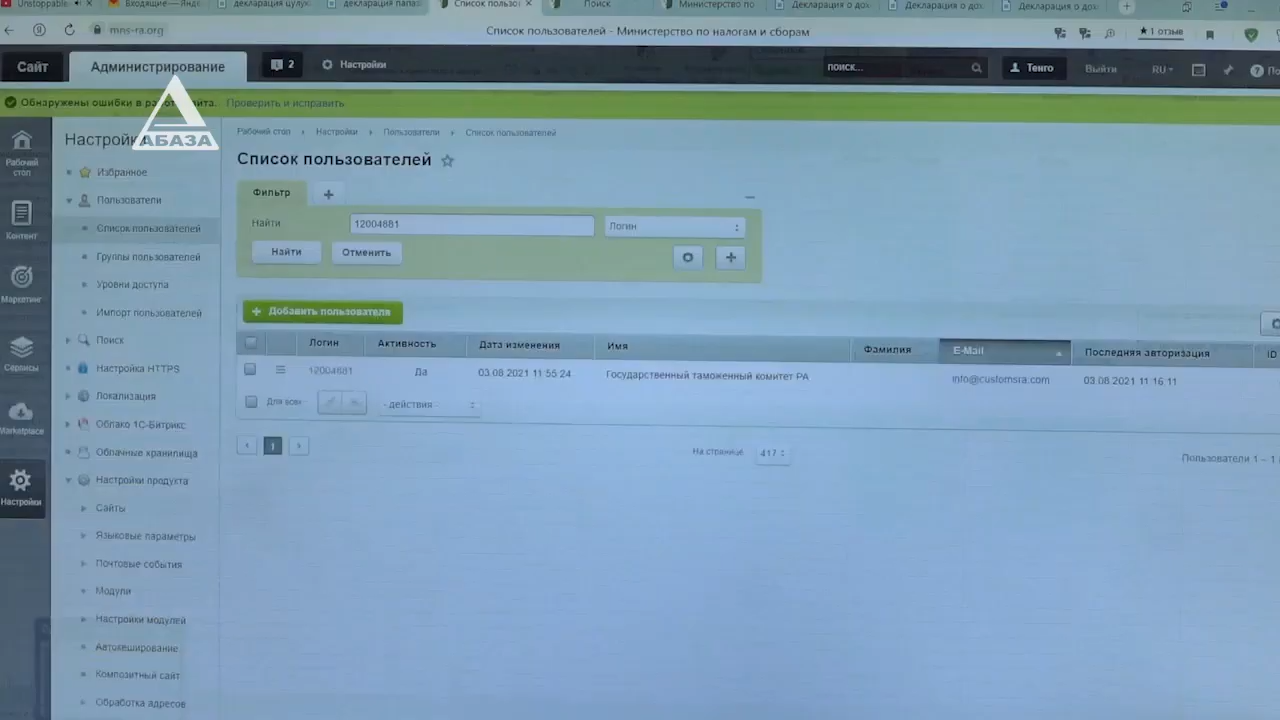 Unstoppable
Входящие — Янд
декларация цулук
декларация папас
Список пользо
Поиск
Министерство по
Декларация о дох
Декларация о дох
Декларация о дох
mns-ra.org
Список пользователей - Министерство по налогам и сборам
1 отзыв
Сайт
Администрирование
2
Настройки
поиск...
Тенго
Выйти
RU
По
Обнаружены ошибки в работ сайта.
Проверить и исправить
АБАЗА
Рабочий стол
Контент
Маркетинг
Сервисы
Marketplace
Настройки
Настройки
Избранное
Пользователи
Список пользователей
Группы пользователей
Уровни доступа
Импорт пользователей
Поиск
Настройка HTTPS
Локализация
Облако 1С-Битрикс
Облачные хранилища
Настройки продукта
Сайты
Языковые параметры
Почтовые события
Модули
Настройки модулей
Автокеширование
Композитный сайт
Обработка адресов
Рабочий стол
Настройки
Пользователи
Список пользователей
Список пользователей
Фильтр
Найти
12004681
Логин
Найти
Отменить
Добавить пользователя
Логин
Активность
Дата изменения
Имя
Фамилия
E-Mail
Последняя авторизация
ID
12004681
Да
03.08.2021 11:55:24
Государственный таможенный комитет РА
info@customsra.com
03.08.2021 11:16:11
Для всех
- действия -
1
На странице
417
Пользователи 1 – 1